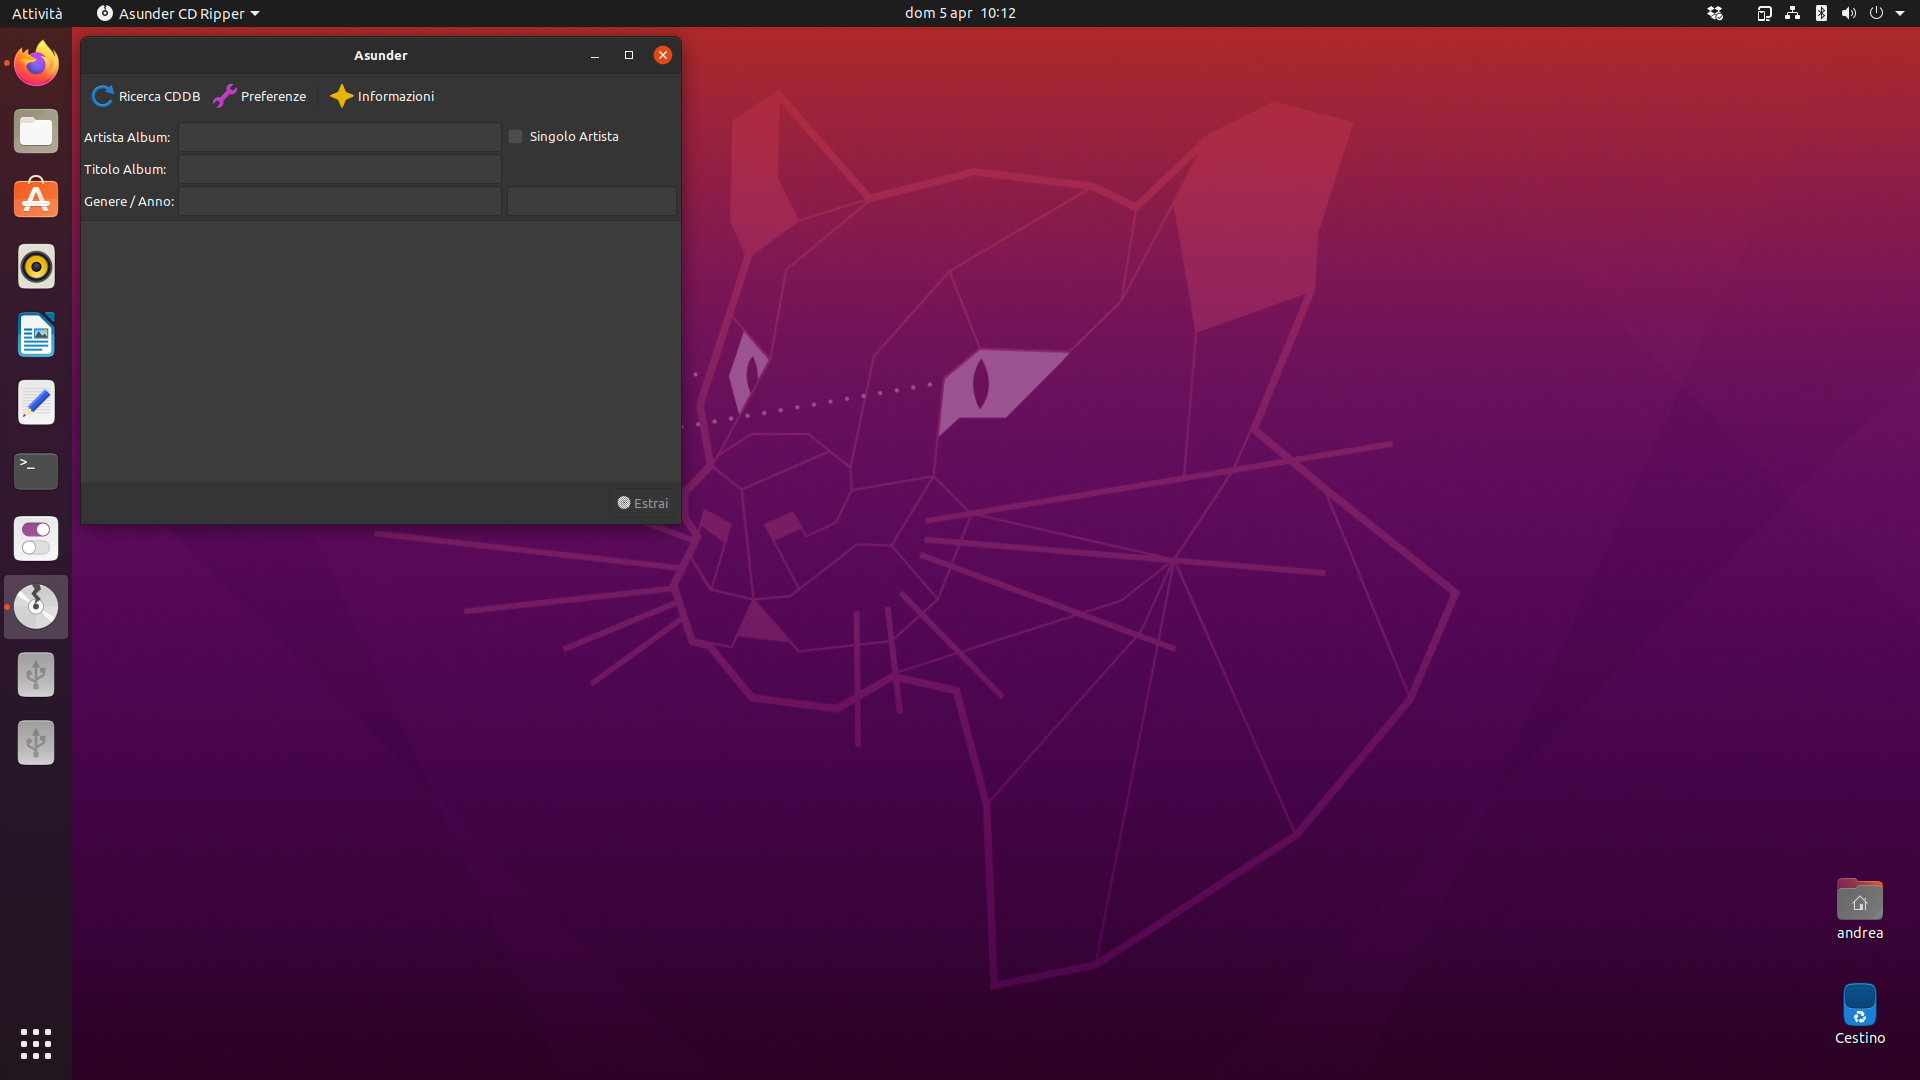 Attività
Asunder CD Ripper
dom 5 apr 10:12
Asunder
Ricerca CDDB
Preferenze
Informazioni
Artista Album:
Singolo Artista
Titolo Album:
Genere / Anno:
Estrai
>_
andrea
Cestino